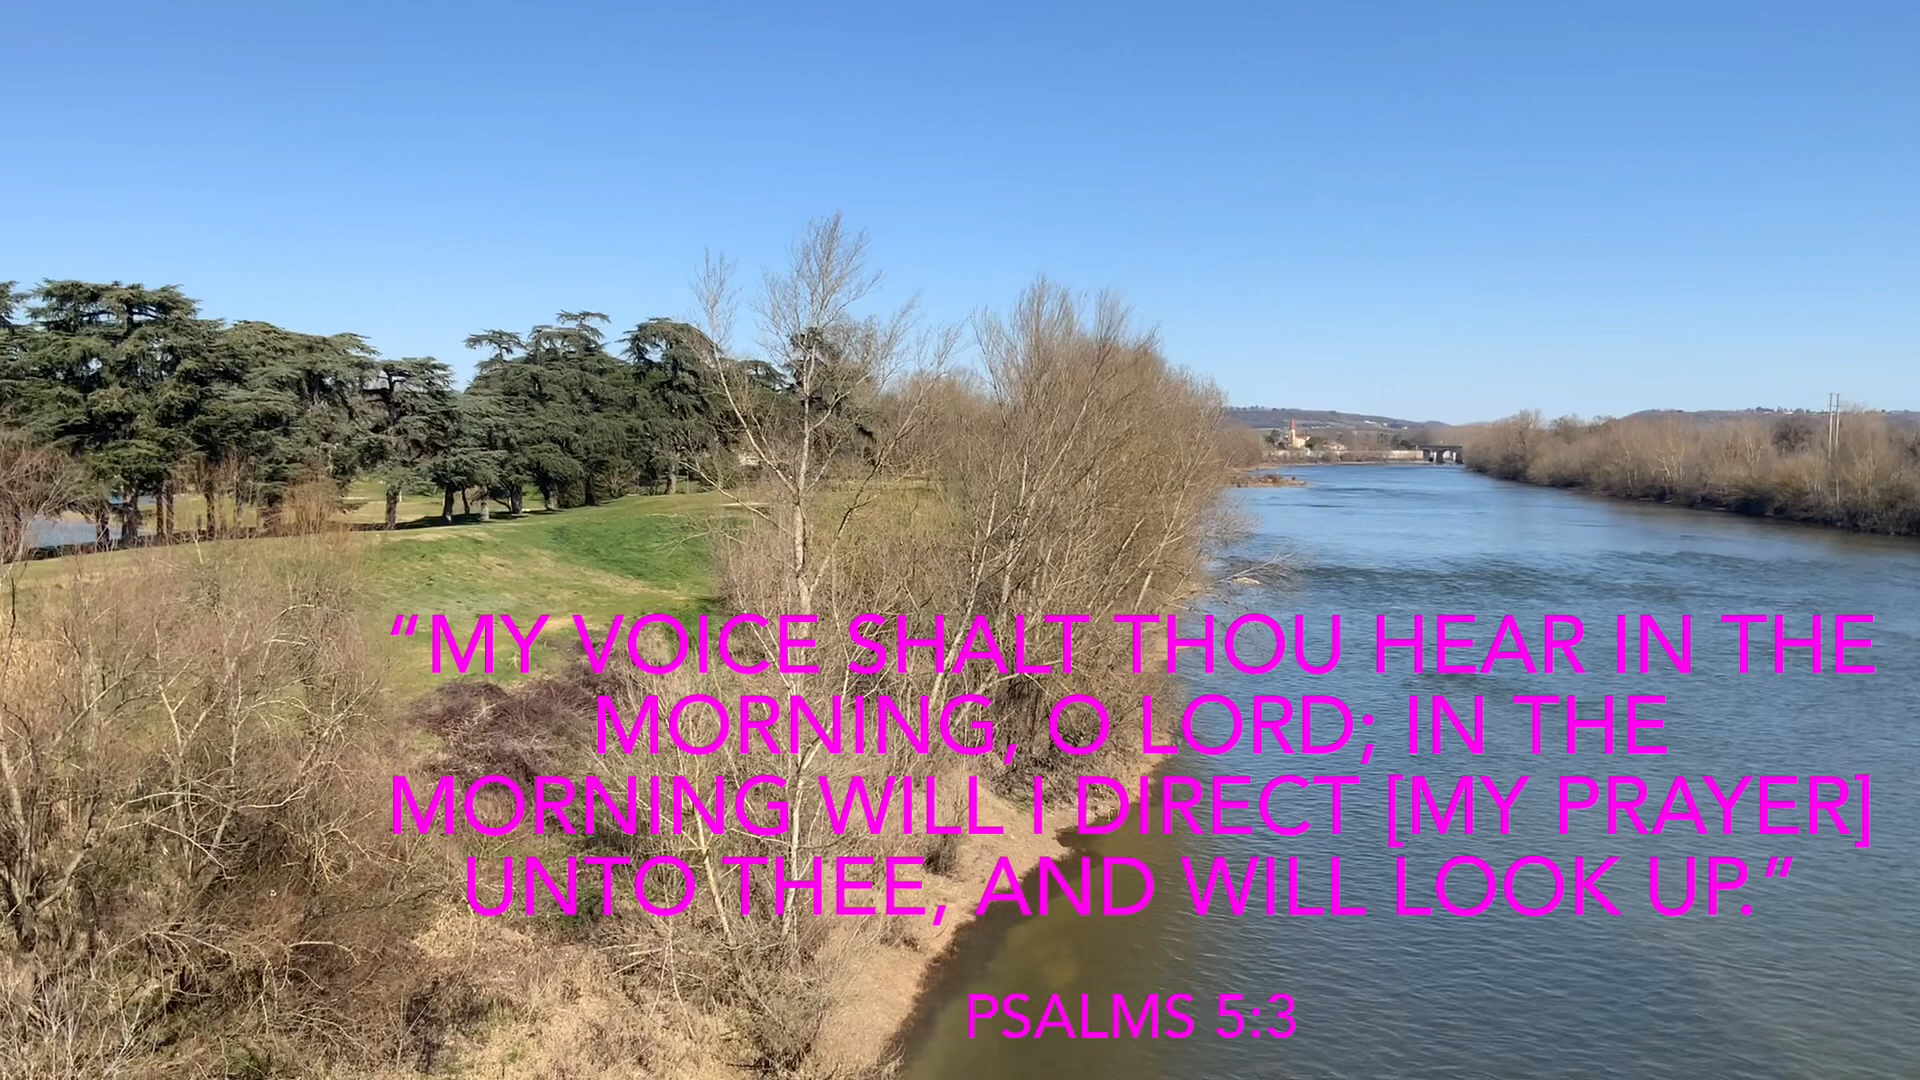 “MY VOICE SHALT THOU HEAR IN THE
MORNING, O LORD; IN THE
MORNING WILL I DIRECT [MY PRAYER]
UNTO THEE, AND WILL LOOK UP.”
PSALMS 5:3